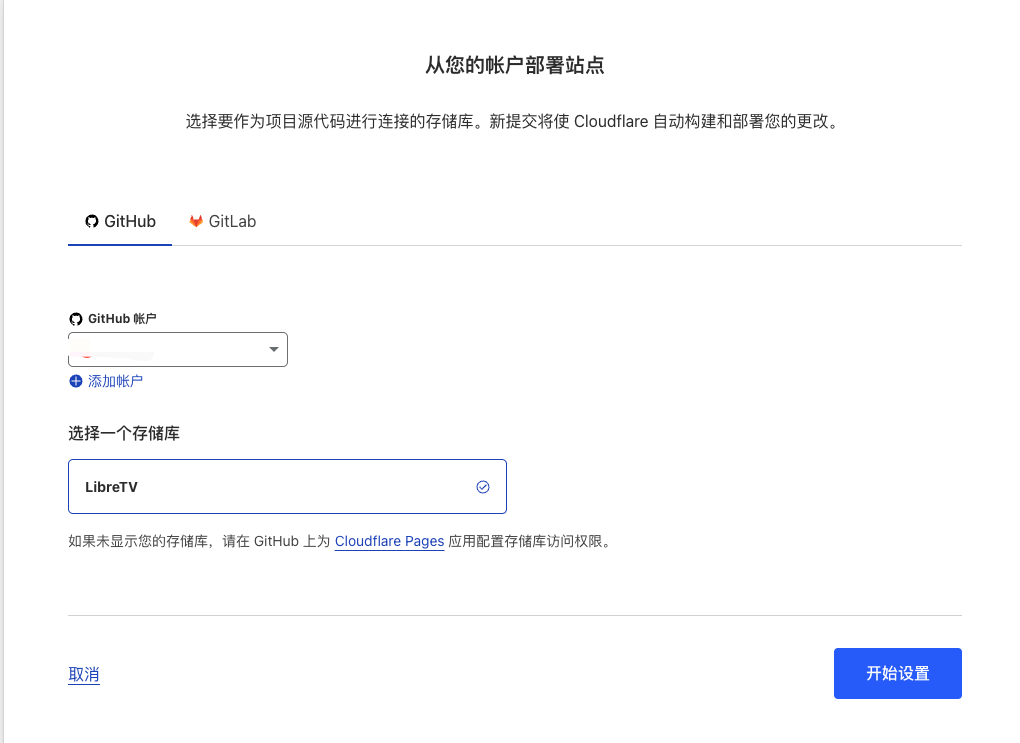 从您的帐户部署站点
选择要作为项目源代码进行连接的存储库。新提交将使 Cloudflare 自动构建和部署您的更改。
GitHub GitLab
GitHub 帐户
添加帐户
选择一个存储库
LibreTV
如果未显示您的存储库，请在 GitHub 上为 Cloudflare Pages 应用配置存储库访问权限。
取消 开始设置